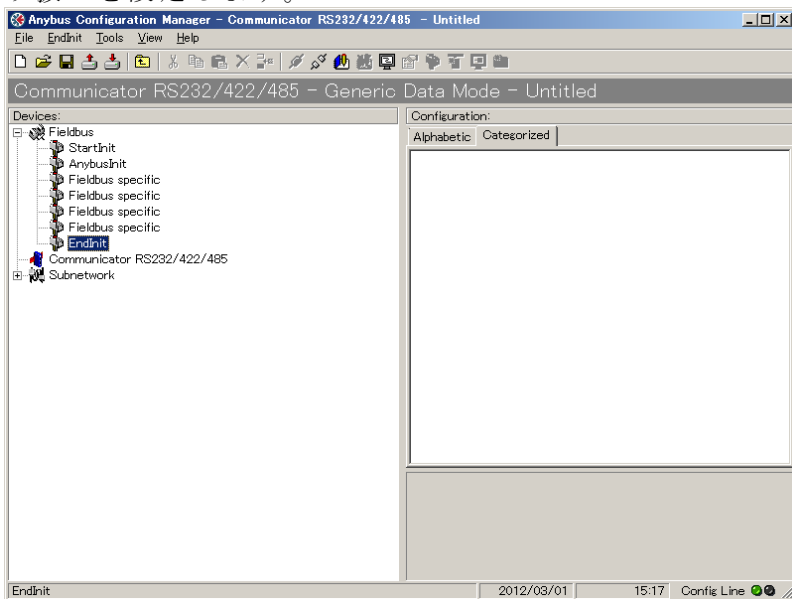 Anybus Configuration Manager - Communicator RS232/422/485 - Untitled
File EndInit Tools View Help
Communicator RS232/422/485 - Generic Data Mode - Untitled
Devices:
Configuration:
Fieldbus
Alphabetic Categorized
StartInit
AnybusInit
Fieldbus specific
Fieldbus specific
Fieldbus specific
Fieldbus specific
EndInit
Communicator RS232/422/485
Subnetwork
EndInit 2012/03/01 15:17 Config Line